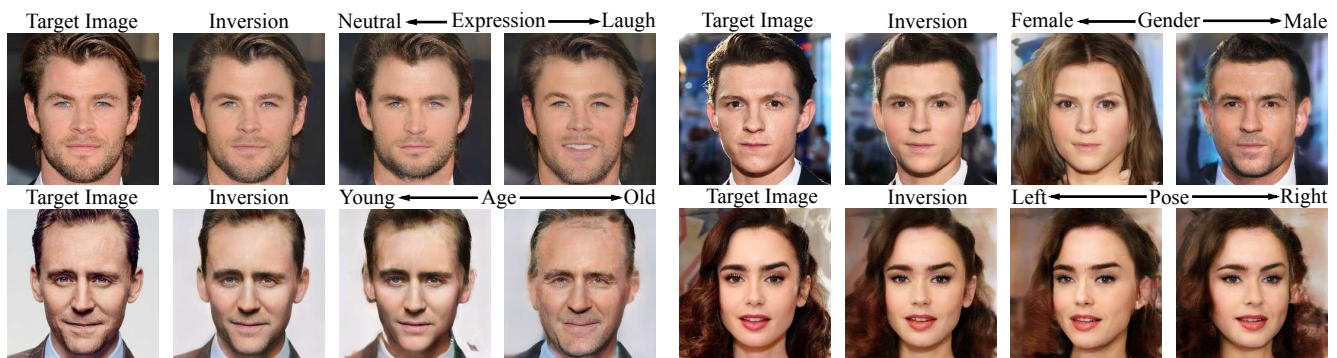 Target Image Inversion Neutral Expression Laugh Target Image Inversion Female Gender Male
Target Image Inversion Young Age Old Target Image Inversion Left Pose Right